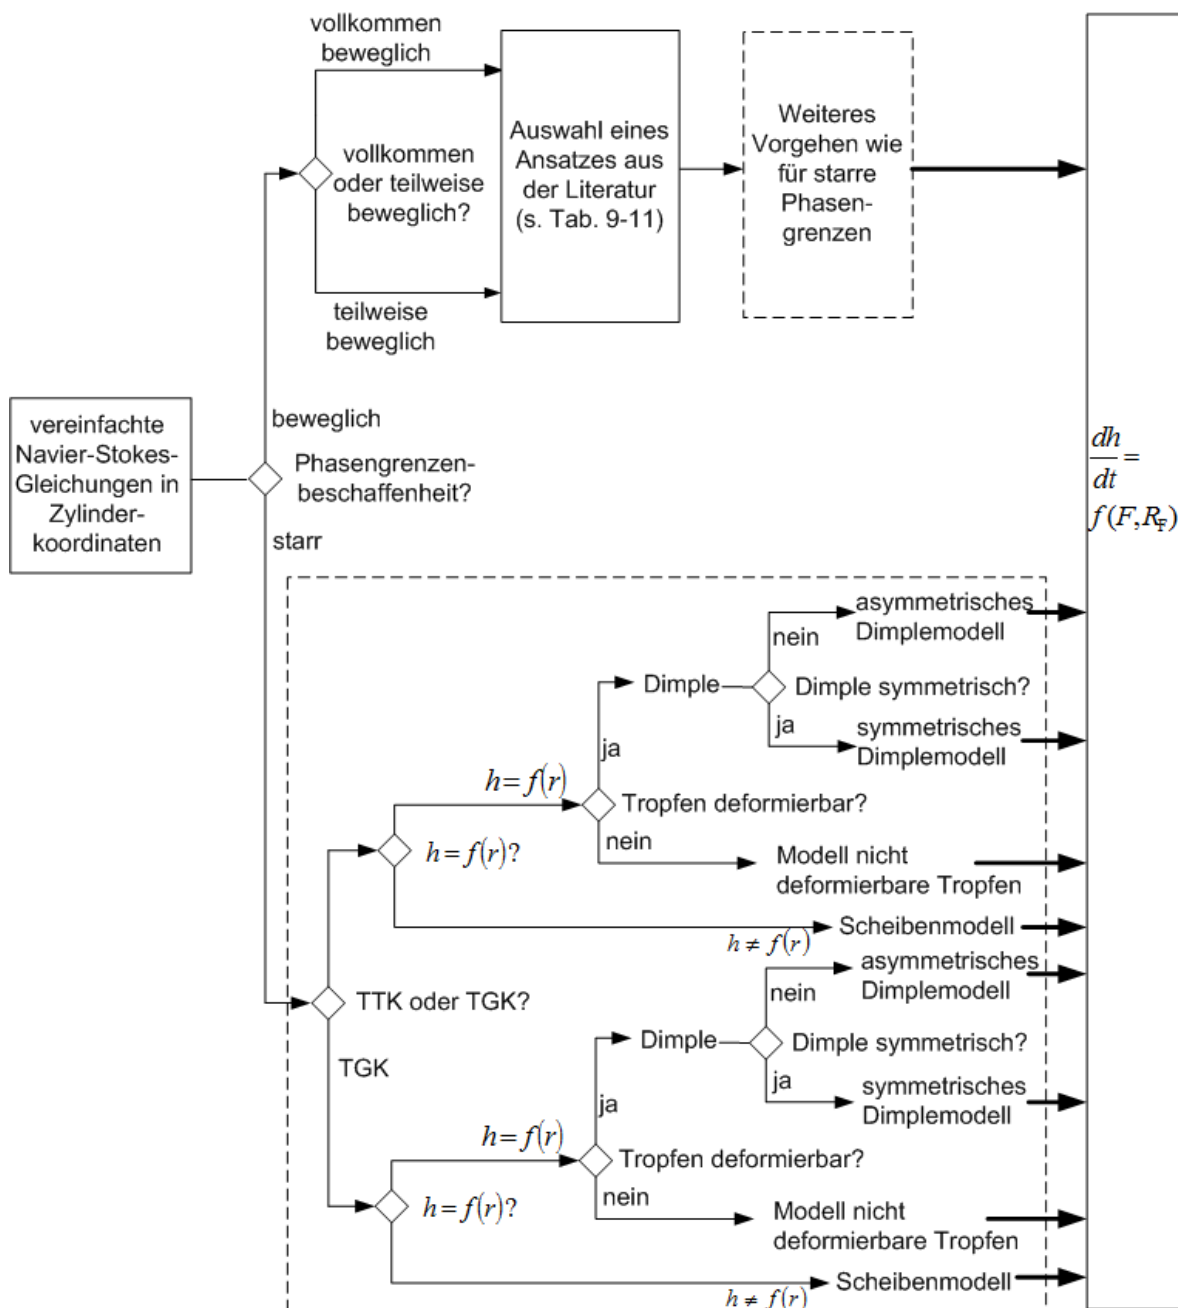 vollkommen
beweglich
vollkommen
oder teilweise
beweglich?
teilweise
beweglich
Auswahl eines
Ansatzes aus
der Literatur
(s. Tab. 9-11)
Weiteres
Vorgehen wie
für starre
Phasen-
grenzen
vereinfachte
Navier-Stokes-
Gleichungen in
Zylinder-
koordinaten
beweglich
Phasengrenzen-
beschaffenheit?
starr
dh
dt =
f(F,R_F)
asymmetrisches
Dimplemodell
nein
Dimple
Dimple symmetrisch?
ja
symmetrisches
Dimplemodell
ja
h = f(r)
Tropfen deformierbar?
nein
h = f(r)?
Modell nicht
deformierbare Tropfen
h ≠ f(r)
Scheibenmodell
TTK oder TGK?
TGK
asymmetrisches
Dimplemodell
nein
Dimple
Dimple symmetrisch?
ja
symmetrisches
Dimplemodell
ja
h = f(r)
Tropfen deformierbar?
nein
h = f(r)?
Modell nicht
deformierbare Tropfen
h ≠ f(r)
Scheibenmodell